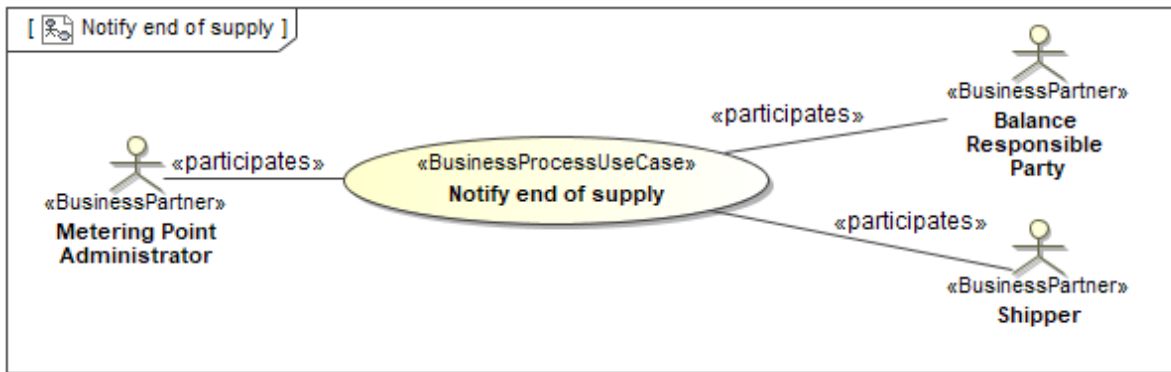 [ Notify end of supply ]
«BusinessPartner»
Metering Point
Administrator
«participates»
«BusinessProcessUseCase»
Notify end of supply
«participates»
«BusinessPartner»
Balance
Responsible
Party
«participates»
«BusinessPartner»
Shipper